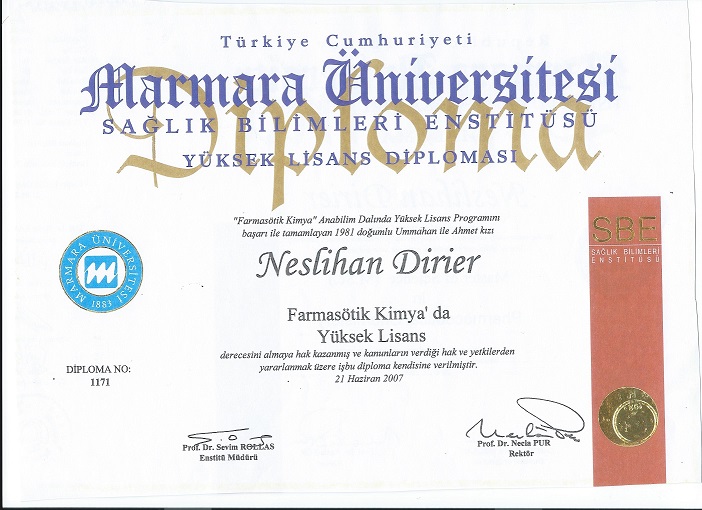 Türkiye Cumhuriyeti
Marmara Üniversitesi
Diploma
SAĞLIK BİLİMLERİ ENSTİTÜSÜ
YÜKSEK LİSANS DİPLOMASI
"Farmasötik Kimya" Anabilim Dalında Yüksek Lisans Programını
başarı ile tamamlayan 1981 doğumlu Ummahan ile Ahmet kızı
Neslihan Dirier
Farmasötik Kimya' da
Yüksek Lisans
derecesini almaya hak kazanmış ve kanunların verdiği hak ve yetkilerden
yararlanmak üzere işbu diploma kendisine verilmiştir.
21 Haziran 2007
MARMARA ÜNİVERSİTESİ
1883
DİPLOMA NO:
1171
SBE
SAĞLIK BİLİMLERİ
ENSTİTÜSÜ
Prof. Dr. Sevim ROLLAS
Enstitü Müdürü
Prof. Dr. Necla PUR
Rektör